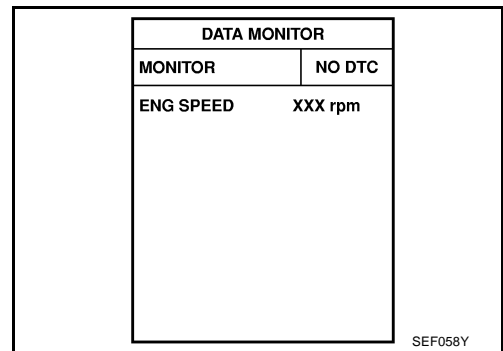 DATA MONITOR
MONITOR NO DTC
ENG SPEED XXX rpm
SEF058Y